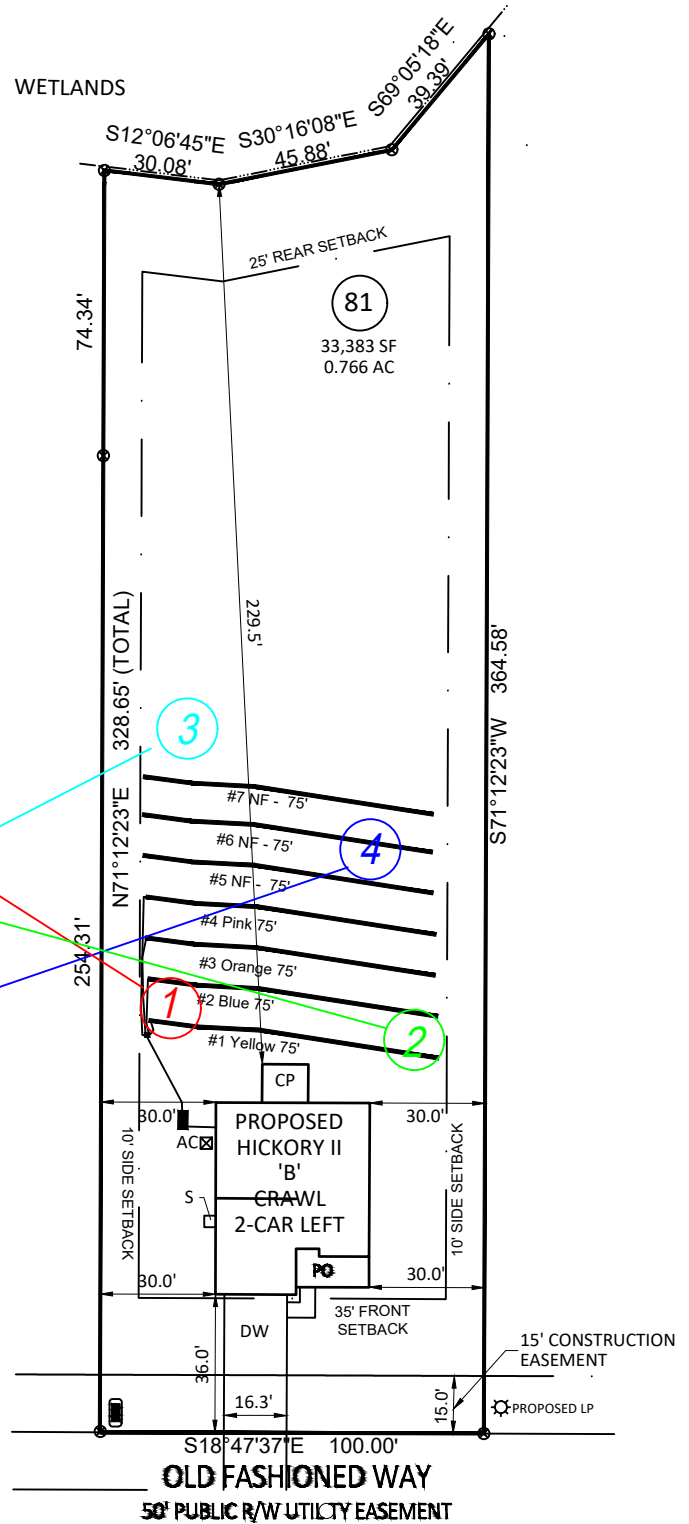 WETLANDS
S12°06'45"E
30.08'
S30°16'08"E
45.88'
S69°05'18"E
39.39'
25' REAR SETBACK
81
33,383 SF
0.766 AC
74.34'
229.5'
N71°12'23"E 328.65' (TOTAL)
S71°12'23"W 364.58'
254.31'
3
#7 NF - 75'
#6 NF - 75'
4
#5 NF - 75'
#4 Pink 75'
#3 Orange 75'
1
#2 Blue 75'
2
#1 Yellow 75'
CP
30.0'
30.0'
AC
PROPOSED
HICKORY II
'B'
CRAWL
2-CAR LEFT
S
10' SIDE SETBACK
10' SIDE SETBACK
PO
30.0'
30.0'
35' FRONT
SETBACK
DW
36.0'
16.3'
15.0'
15' CONSTRUCTION
EASEMENT
PROPOSED LP
S18°47'37"E 100.00'
OLD FASHIONED WAY
50' PUBLIC R/W UTILITY EASEMENT